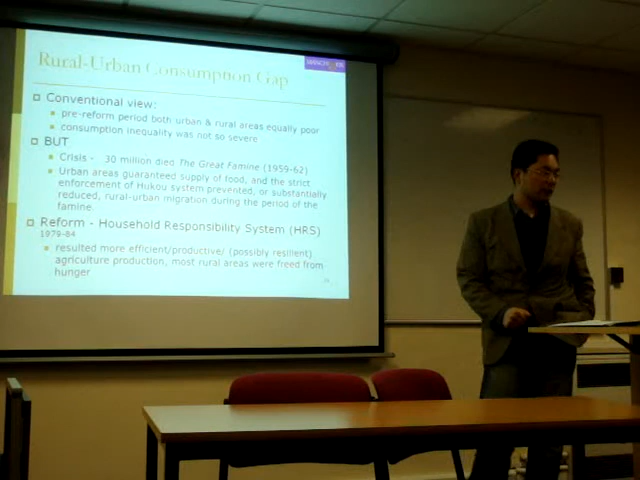 Rural-Urban Consumption Gap
Conventional view:
pre-reform period both urban & rural areas equally poor
consumption inequality was not so severe
BUT
Crisis - 30 million died The Great Famine (1959-62)
Urban areas guaranteed supply of food, and the strict
enforcement of Hukou system prevented, or substantially
reduced, rural-urban migration during the period of the
famine
Reform - Household Responsibility System (HRS)
1979-84
resulted more efficient/productive/ (possibly resilient)
agriculture production, most rural areas were freed from
hunger